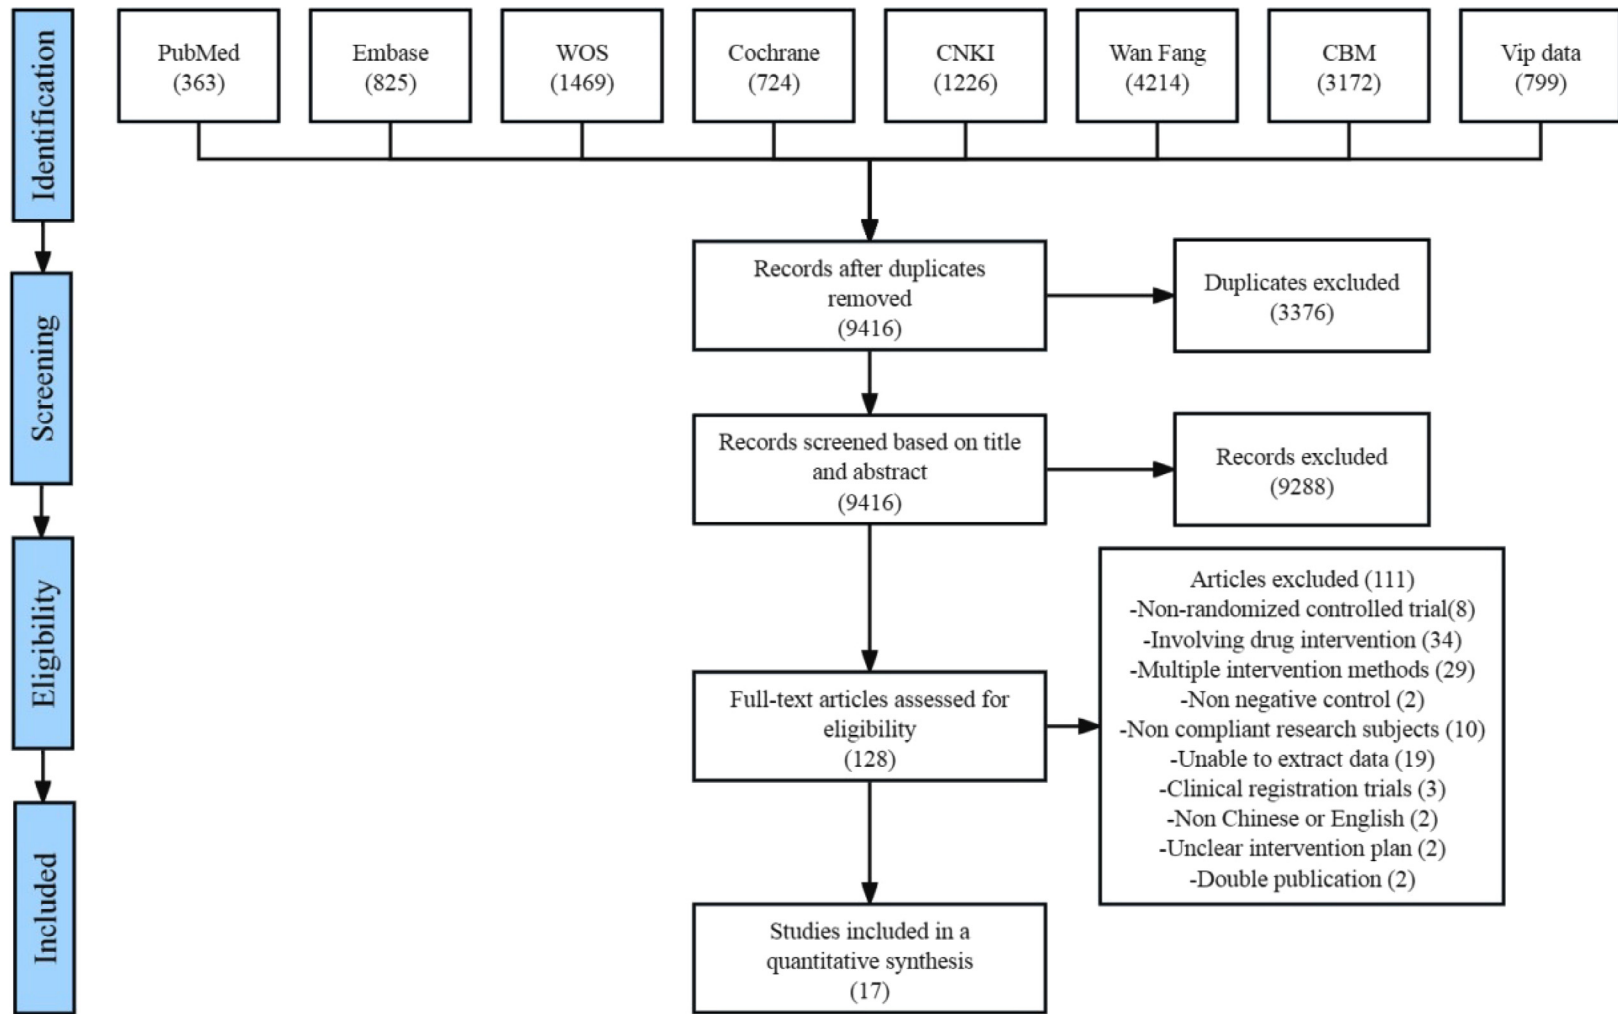 Identification
PubMed
(363)
Embase
(825)
WOS
(1469)
Cochrane
(724)
CNKI
(1226)
Wan Fang
(4214)
CBM
(3172)
Vip data
(799)
Screening
Records after duplicates
removed
(9416)
Duplicates excluded
(3376)
Records screened based on title
and abstract
(9416)
Records excluded
(9288)
Eligibility
Full-text articles assessed for
eligibility
(128)
Articles excluded (111)
-Non-randomized controlled trial(8)
-Involving drug intervention (34)
-Multiple intervention methods (29)
-Non negative control (2)
-Non compliant research subjects (10)
-Unable to extract data (19)
-Clinical registration trials (3)
-Non Chinese or English (2)
-Unclear intervention plan (2)
-Double publication (2)
Included
Studies included in a
quantitative synthesis
(17)